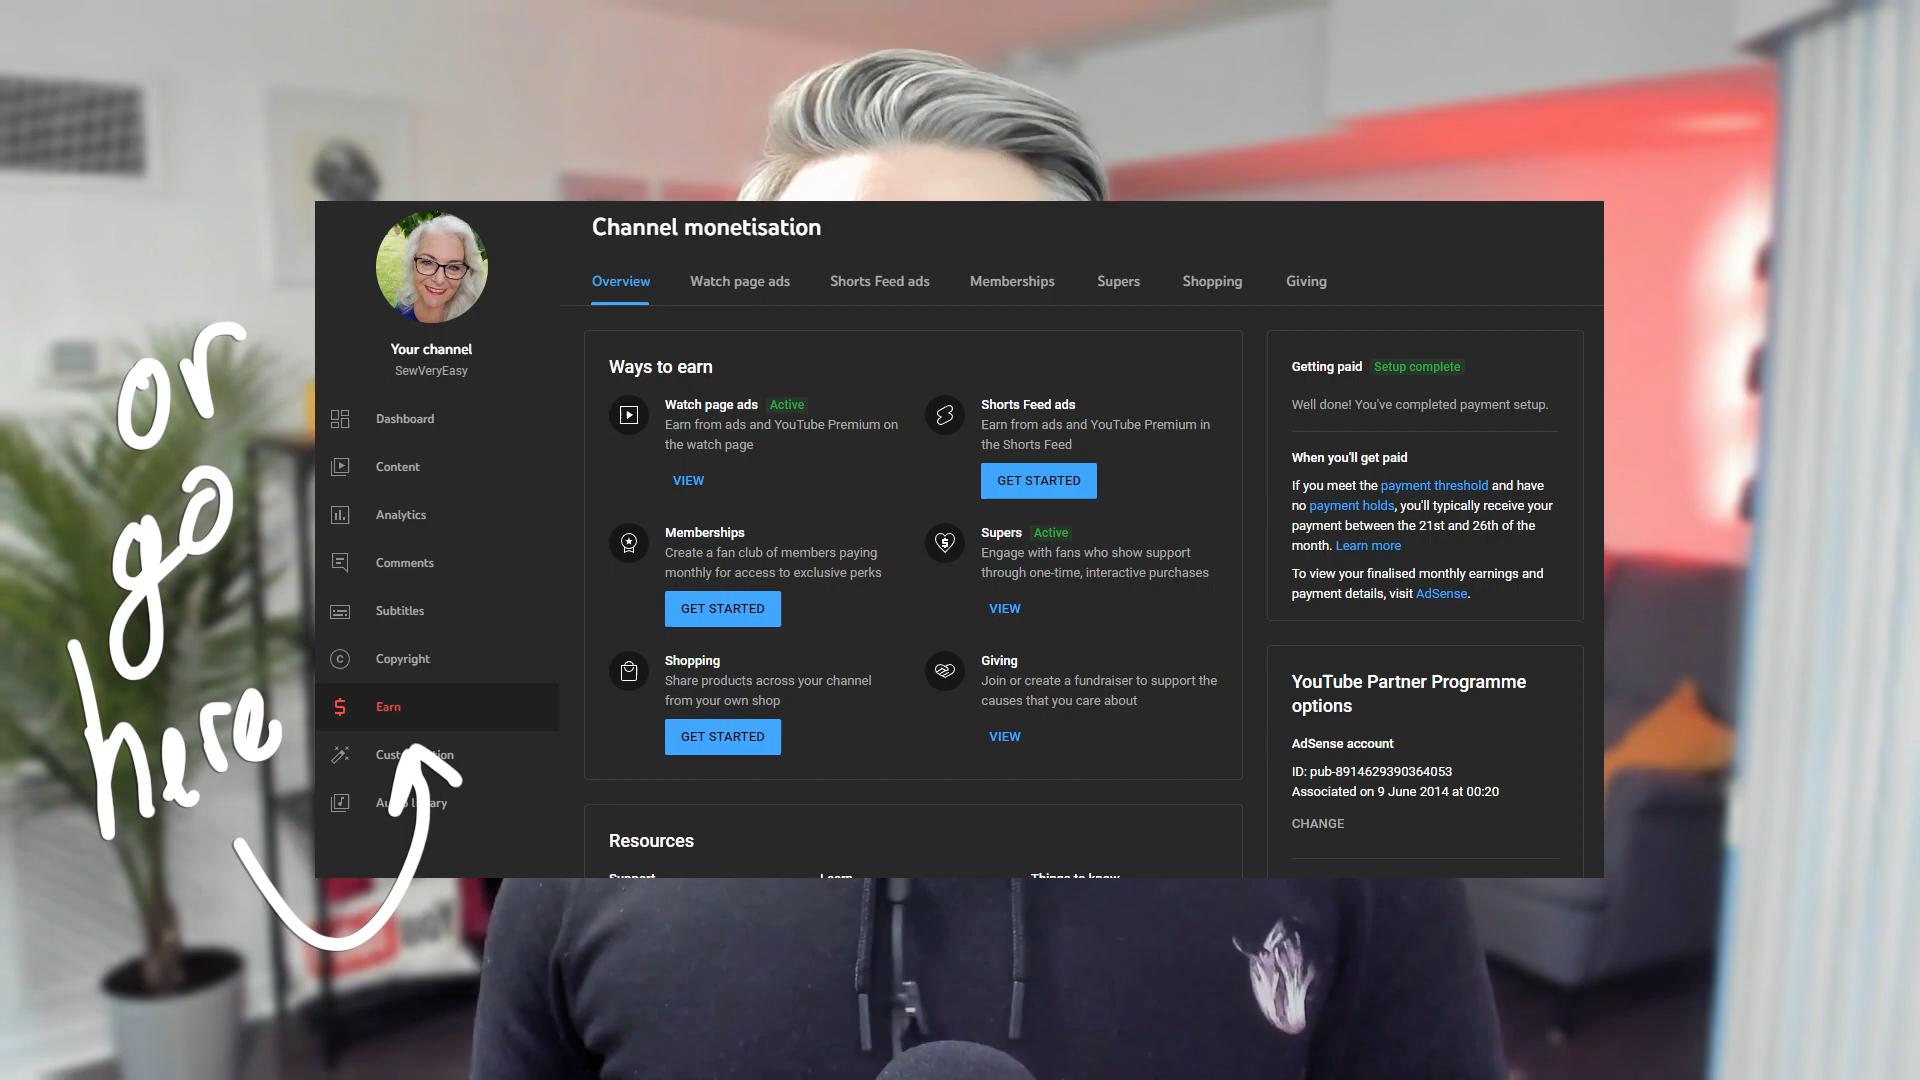 or
go
here
Your channel
SewVeryEasy
Dashboard
Content
Analytics
Comments
Subtitles
Copyright
Earn
Channel monetisation
Overview
Watch page ads
Shorts Feed ads
Memberships
Supers
Shopping
Giving
Ways to earn
Watch page ads Active
Earn from ads and YouTube Premium on
the watch page
VIEW
Shorts Feed ads
Earn from ads and YouTube Premium in
the Shorts Feed
GET STARTED
Memberships
Create a fan club of members paying
monthly for access to exclusive perks
GET STARTED
Supers Active
Engage with fans who show support
through one-time, interactive purchases
VIEW
Shopping
Share products across your channel
from your own shop
GET STARTED
Giving
Join or create a fundraiser to support the
causes that you care about
VIEW
Resources
Getting paid Setup complete
Well done! You've completed payment setup.
When you'll get paid
If you meet the payment threshold and have
no payment holds, you'll typically receive your
payment between the 21st and 26th of the
month. Learn more
To view your finalised monthly earnings and
payment details, visit AdSense.
YouTube Partner Programme
options
AdSense account
ID: pub-8914629390364053
Associated on 9 June 2014 at 00:20
CHANGE